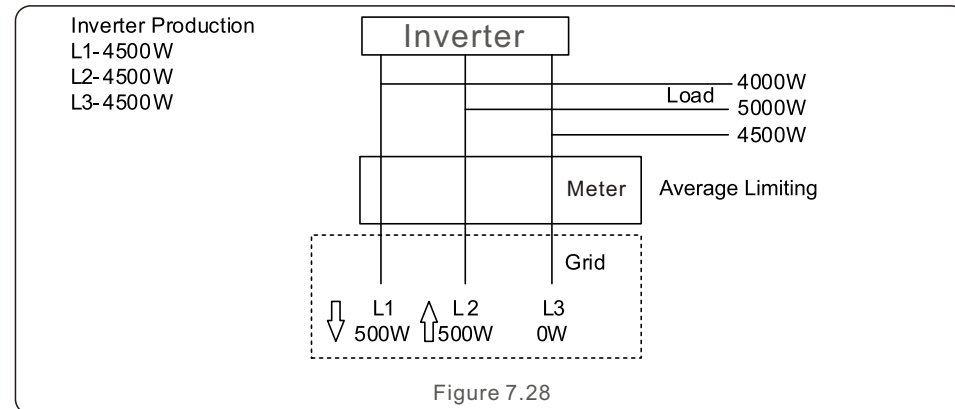 Inverter Production
L1-4500W
L2-4500W
L3-4500W
Inverter
Load
4000W
5000W
4500W
Meter
Average Limiting
Grid
L1 L2 L3
500W 500W 0W
Figure 7.28